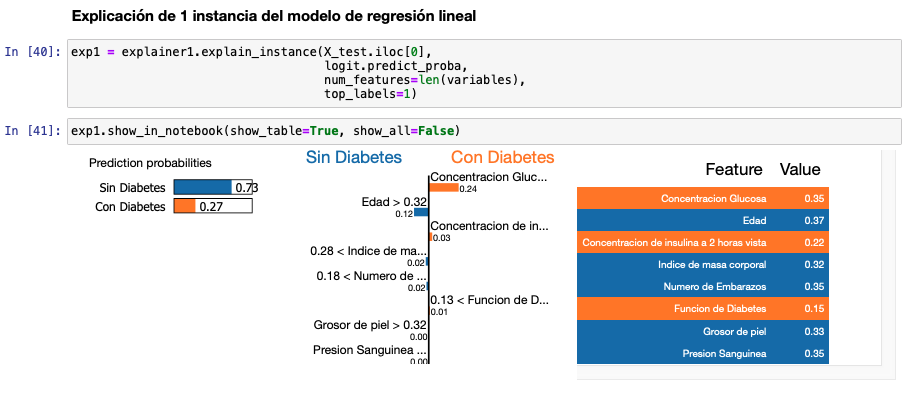 Explicación de 1 instancia del modelo de regresión lineal
In [40]: exp1 = explainer1.explain_instance(X_test.iloc[0],
logit.predict_proba,
num_features=len(variables),
top_labels=1)
In [41]: exp1.show_in_notebook(show_table=True, show_all=False)
Prediction probabilities
Sin Diabetes 0.73
Con Diabetes 0.27
Sin Diabetes Con Diabetes
Concentracion Gluc...
0.24
Edad > 0.32
0.12
Concentracion de in...
0.03
0.28 < Indice de ma...
0.02
0.18 < Numero de ...
0.02
0.13 < Funcion de D...
0.01
Grosor de piel > 0.32
0.00
Presion Sanguinea ...
0.00
Feature Value
Concentracion Glucosa 0.35
Edad 0.37
Concentracion de insulina a 2 horas vista 0.22
Indice de masa corporal 0.32
Numero de Embarazos 0.35
Funcion de Diabetes 0.15
Grosor de piel 0.33
Presion Sanguinea 0.35